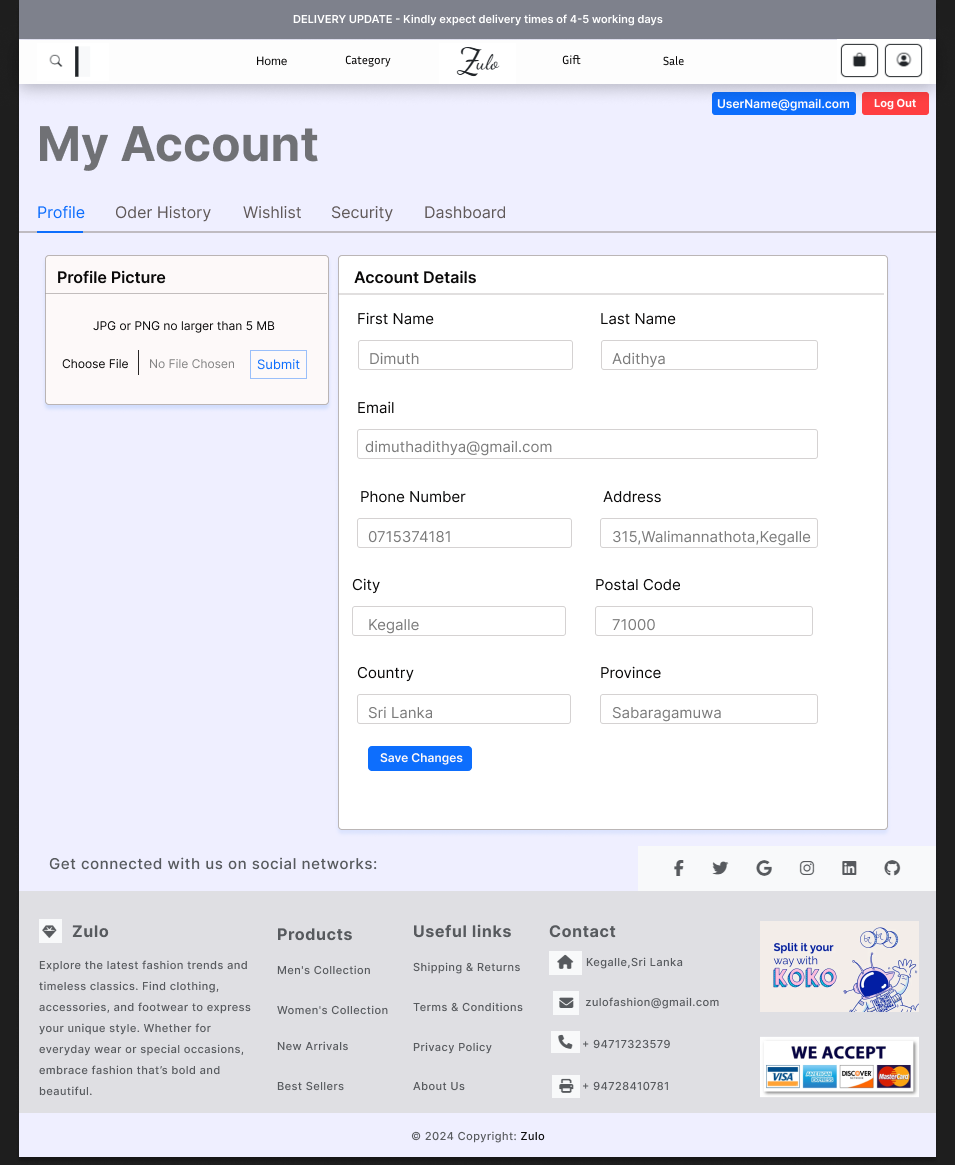 DELIVERY UPDATE - Kindly expect delivery times of 4-5 working days
Home
Category
Zulo
Gift
Sale
UserName@gmail.com
Log Out
My Account
Profile
Oder History
Wishlist
Security
Dashboard
Profile Picture
JPG or PNG no larger than 5 MB
Choose File
No File Chosen
Submit
Account Details
First Name
Last Name
Dimuth
Adithya
Email
dimuthadithya@gmail.com
Phone Number
Address
0715374181
315,Walimannathota,Kegalle
City
Postal Code
Kegalle
71000
Country
Province
Sri Lanka
Sabaragamuwa
Save Changes
Get connected with us on social networks:
Zulo
Explore the latest fashion trends and
timeless classics. Find clothing,
accessories, and footwear to express
your unique style. Whether for
everyday wear or special occasions,
embrace fashion that's bold and
beautiful.
Products
Men's Collection
Women's Collection
New Arrivals
Best Sellers
Useful links
Shipping & Returns
Terms & Conditions
Privacy Policy
About Us
Contact
Kegalle,Sri Lanka
zulofashion@gmail.com
+ 94717323579
+ 94728410781
Split it your
way with
KOKO
WE ACCEPT
VISA
AMERICAN EXPRESS
DISCOVER
MasterCard
© 2024 Copyright: Zulo